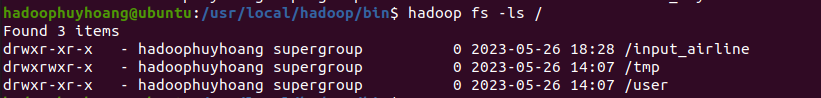 hadoophuyhoang@ubuntu:/usr/local/hadoop/bin$ hadoop fs -ls /
Found 3 items
drwxr-xr-x   - hadoophuyhoang supergroup          0 2023-05-26 18:28 /input_airline
drwxrwxr-x   - hadoophuyhoang supergroup          0 2023-05-26 14:07 /tmp
drwxr-xr-x   - hadoophuyhoang supergroup          0 2023-05-26 14:07 /user